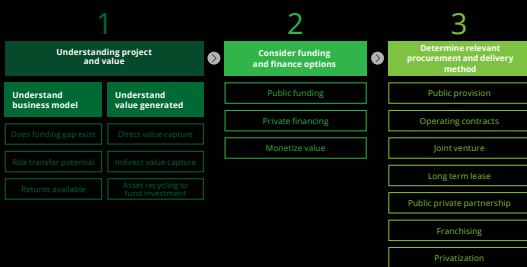 1
Understanding project
and value
Understand
business model
Does funding gap exist
Risk transfer potential
Returns available
Understand
value generated
Direct value capture
Indirect value capture
Asset recycling to
fund investment
2
Consider funding
and finance options
Public funding
Private financing
Monetize value
3
Determine relevant
procurement and delivery
method
Public provision
Operating contracts
Joint venture
Long term lease
Public private partnership
Franchising
Privatization